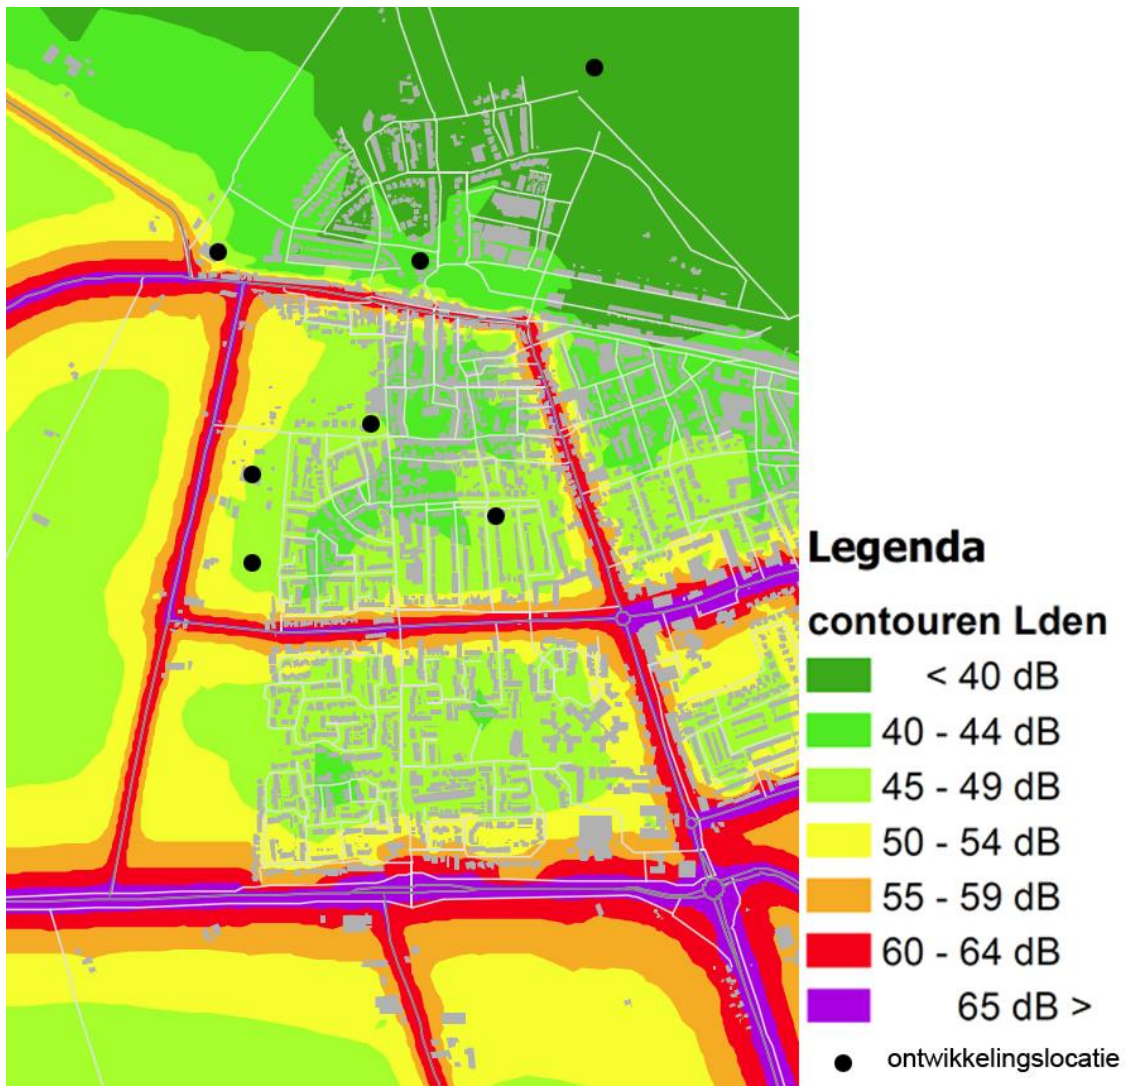 Legenda
contouren Lden
< 40 dB
40 - 44 dB
45 - 49 dB
50 - 54 dB
55 - 59 dB
60 - 64 dB
65 dB >
ontwikkelingslocatie